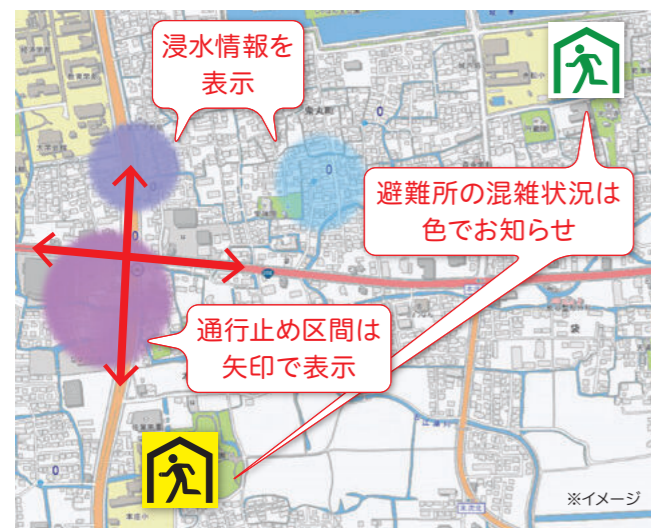 浸水情報を
表示
避難所の混雑状況は
色でお知らせ
通行止め区間は
矢印で表示
※イメージ